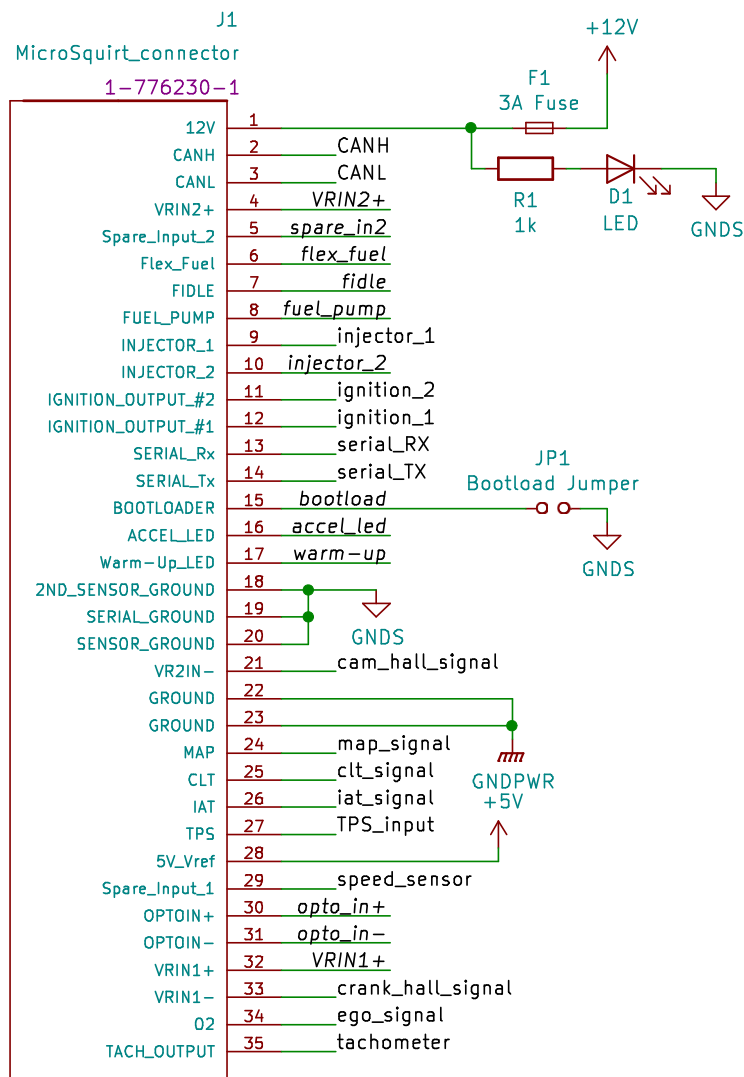 J1
MicroSquirt_connector
1-776230-1
+12V
F1
3A Fuse
12V 1
CANH 2 CANH
CANL 3 CANL
R1
1k
D1
LED
GNDS
VRIN2+ 4 VRIN2+
Spare_Input_2 5 spare_in2
Flex_Fuel 6 flex_fuel
FIDLE 7 fidle
FUEL_PUMP 8 fuel_pump
INJECTOR_1 9 injector_1
INJECTOR_2 10 injector_2
IGNITION_OUTPUT_#2 11 ignition_2
IGNITION_OUTPUT_#1 12 ignition_1
SERIAL_Rx 13 serial_RX
SERIAL_Tx 14 serial_TX
JP1
Bootload Jumper
BOOTLOADER 15 bootload
ACCEL_LED 16 accel_led
Warm-Up_LED 17 warm-up
GNDS
2ND_SENSOR_GROUND 18
SERIAL_GROUND 19
SENSOR_GROUND 20
GNDS
VR2IN- 21 cam_hall_signal
GROUND 22
GROUND 23
MAP 24 map_signal
CLT 25 clt_signal
GNDPWR
IAT 26 iat_signal
+5V
TPS 27 TPS_input
5V_Vref 28
Spare_Input_1 29 speed_sensor
OPTOIN+ 30 opto_in+
OPTOIN- 31 opto_in-
VRIN1+ 32 VRIN1+
VRIN1- 33 crank_hall_signal
O2 34 ego_signal
TACH_OUTPUT 35 tachometer